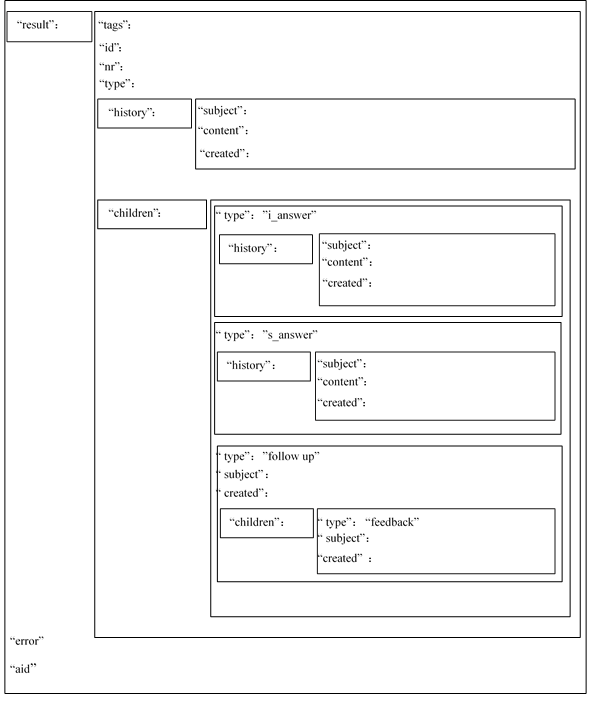 “result”：
“tags”：
“id”：
“nr”：
“type”：
“history”：
“subject”：
“content”：
“created”：
“children”：
“ type”： ”i_answer”
“history”：
“subject”：
“content”：
“created”：
“ type”： ”s_answer”
“history”：
“subject”：
“content”：
“created”：
“ type”： ”follow up”
“ subject”：
“ created”：
“children”：
“ type”： “feedback”
“ subject”：
“created” ：
“error”
“aid”